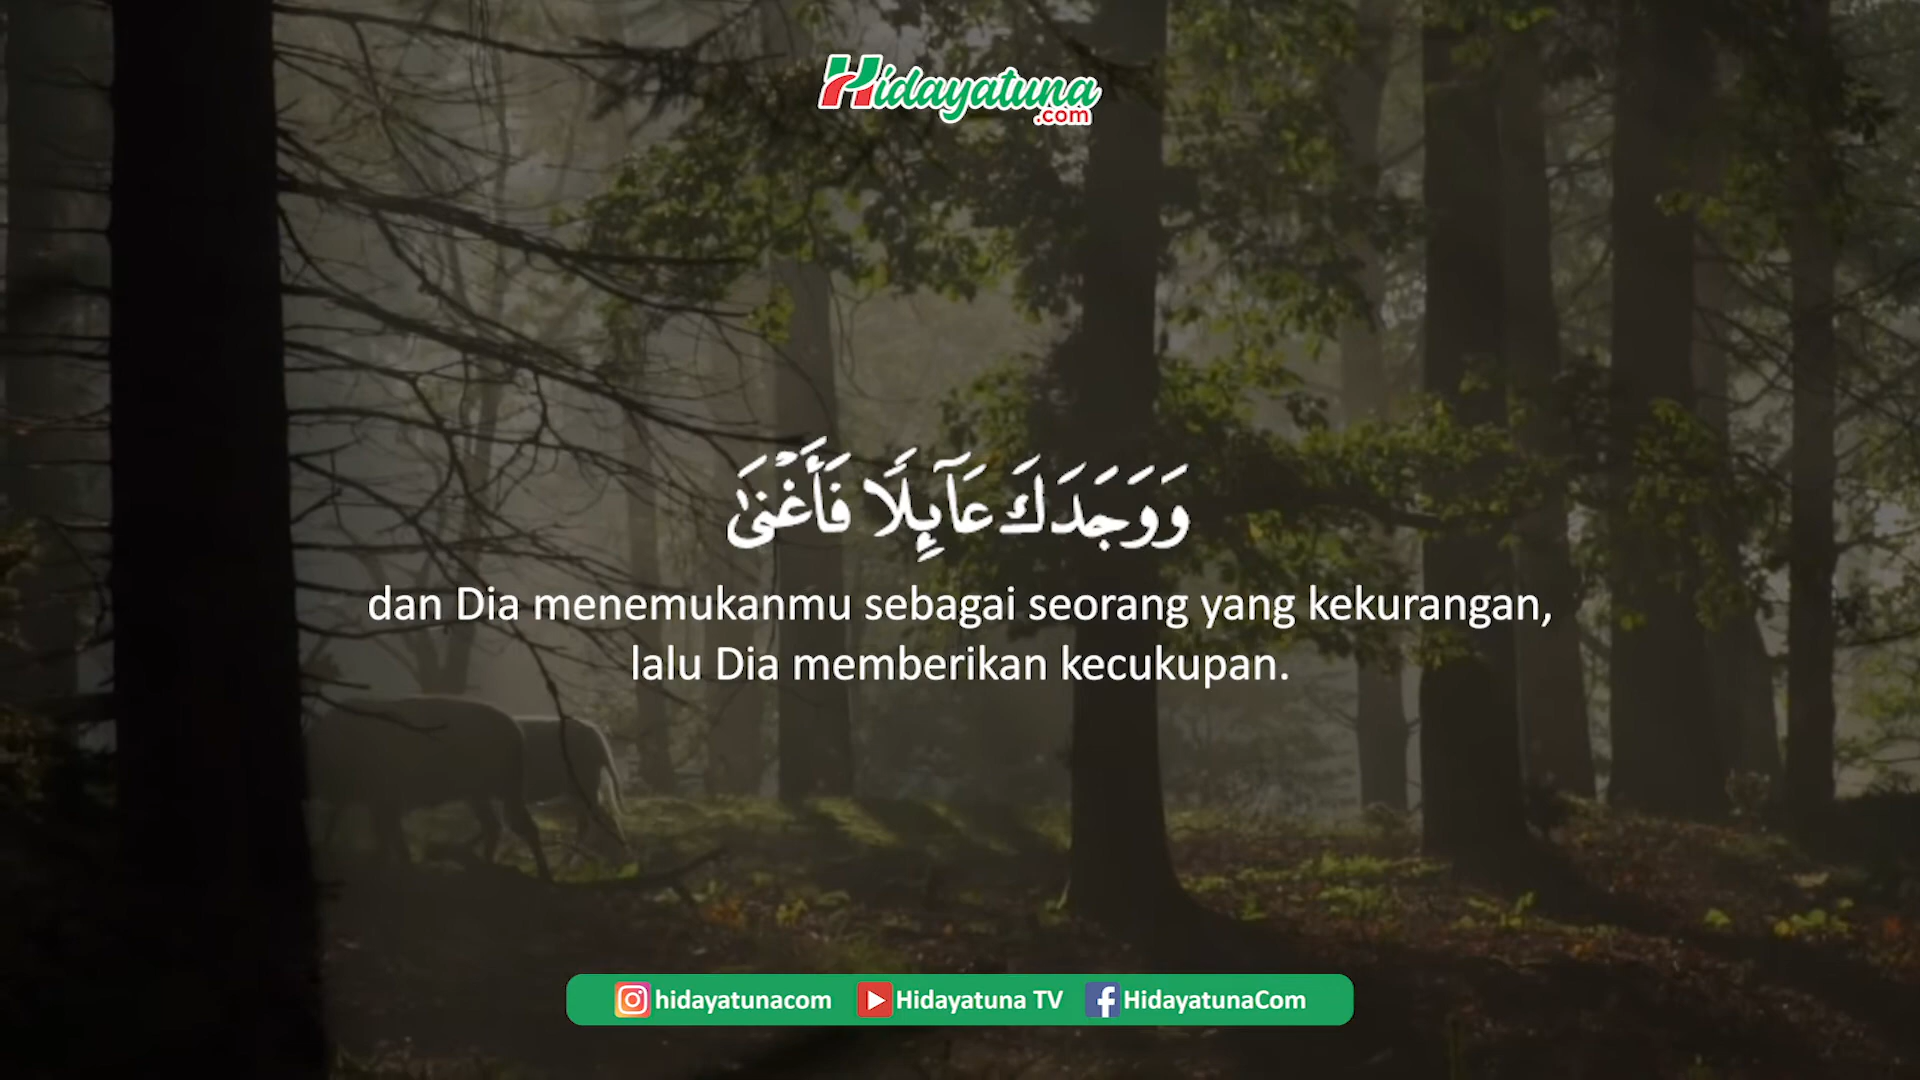 Hidayatuna
.com
وَوَجَدَكَ عَآئِلًا فَأَغْنَىٰ
dan Dia menemukanmu sebagai seorang yang kekurangan,
lalu Dia memberikan kecukupan.
hidayatunacom Hidayatuna TV HidayatunaCom